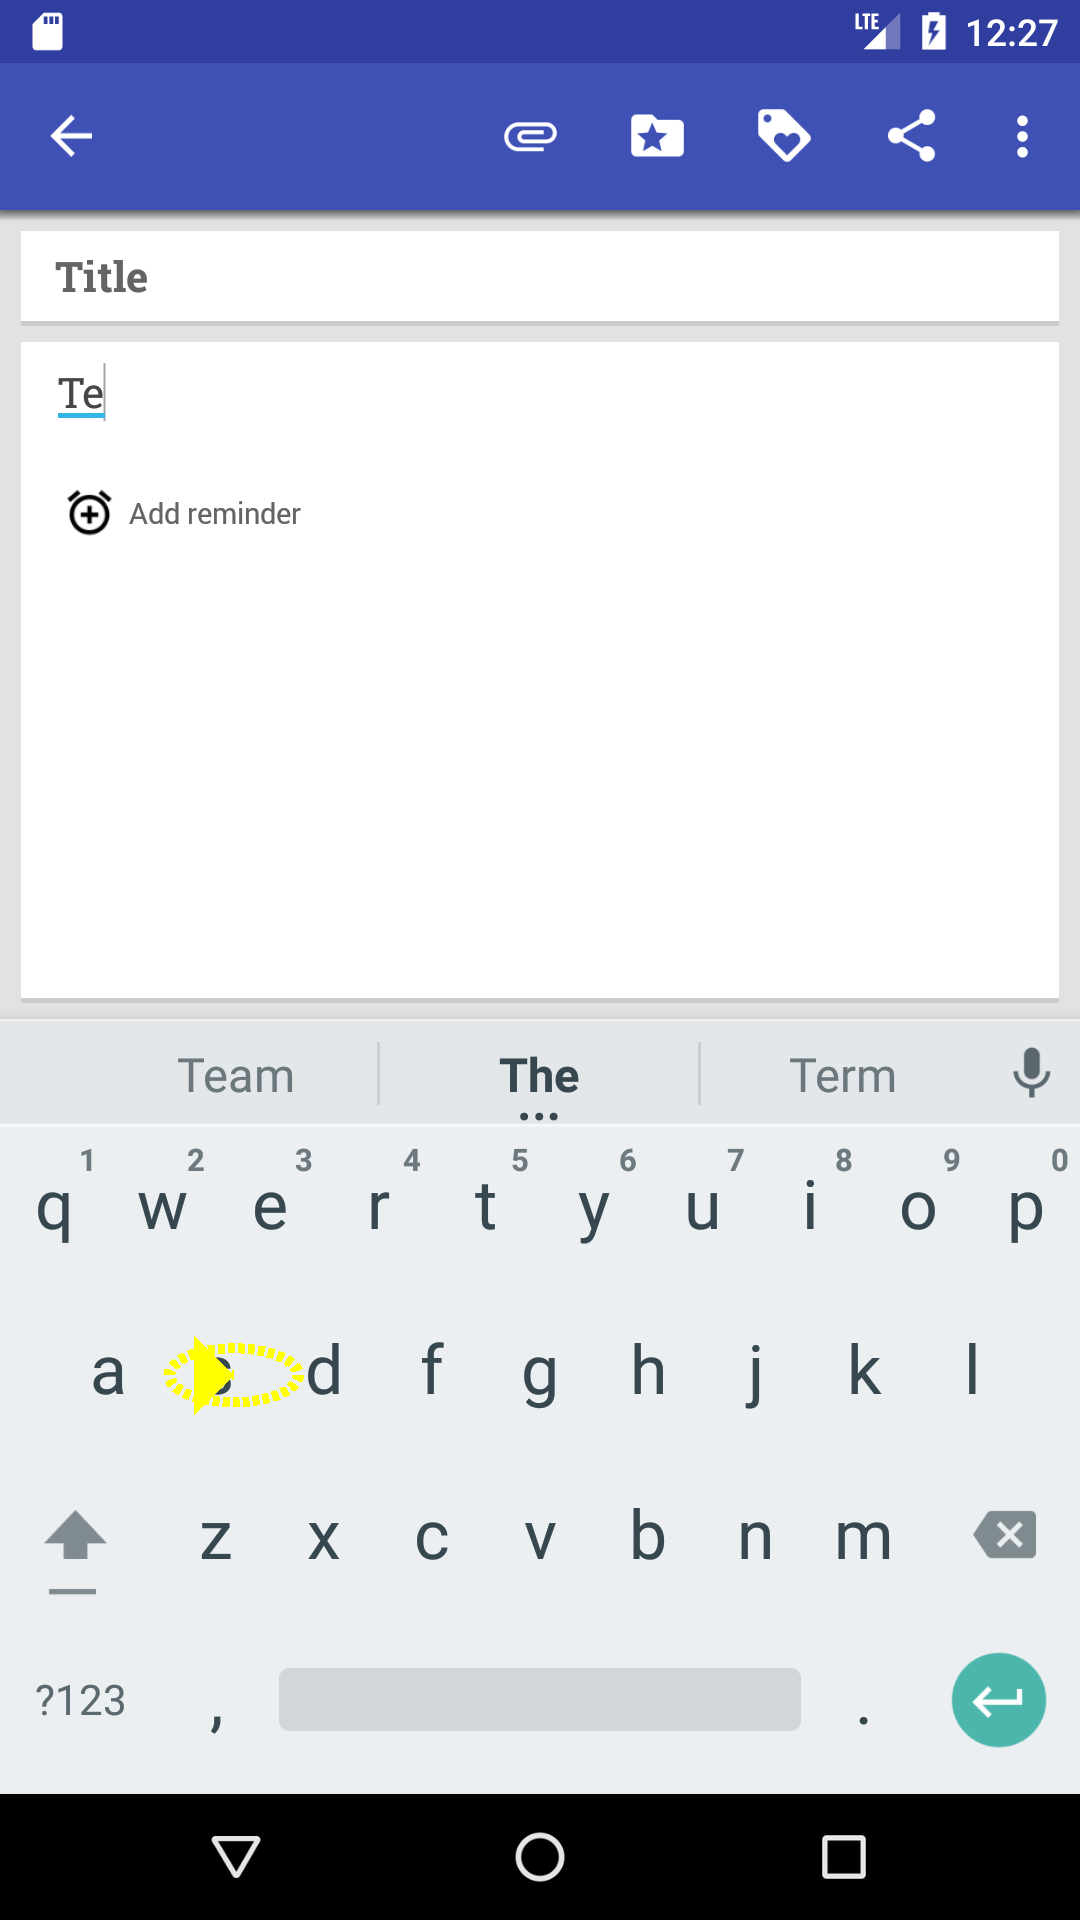 LTE 12:27
Title
Te
Add reminder
Team The Term
1 2 3 4 5 6 7 8 9 0
q w e r t y u i o p
a s d f g h j k l
z x c v b n m
?123 , .